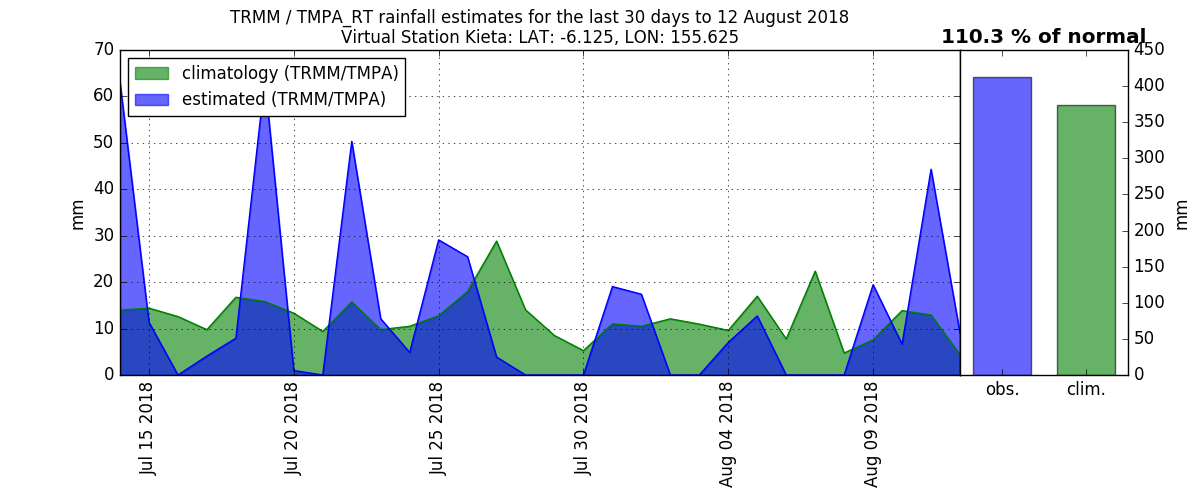 TRMM / TMPA_RT rainfall estimates for the last 30 days to 12 August 2018
Virtual Station Kieta: LAT: -6.125, LON: 155.625
110.3 % of normal
climatology (TRMM/TMPA)
estimated (TRMM/TMPA)
70
60
50
40
30
20
10
0
mm
Jul 15 2018
Jul 20 2018
Jul 25 2018
Jul 30 2018
Aug 04 2018
Aug 09 2018
obs.
clim.
450
400
350
300
250
200
150
100
50
0
mm